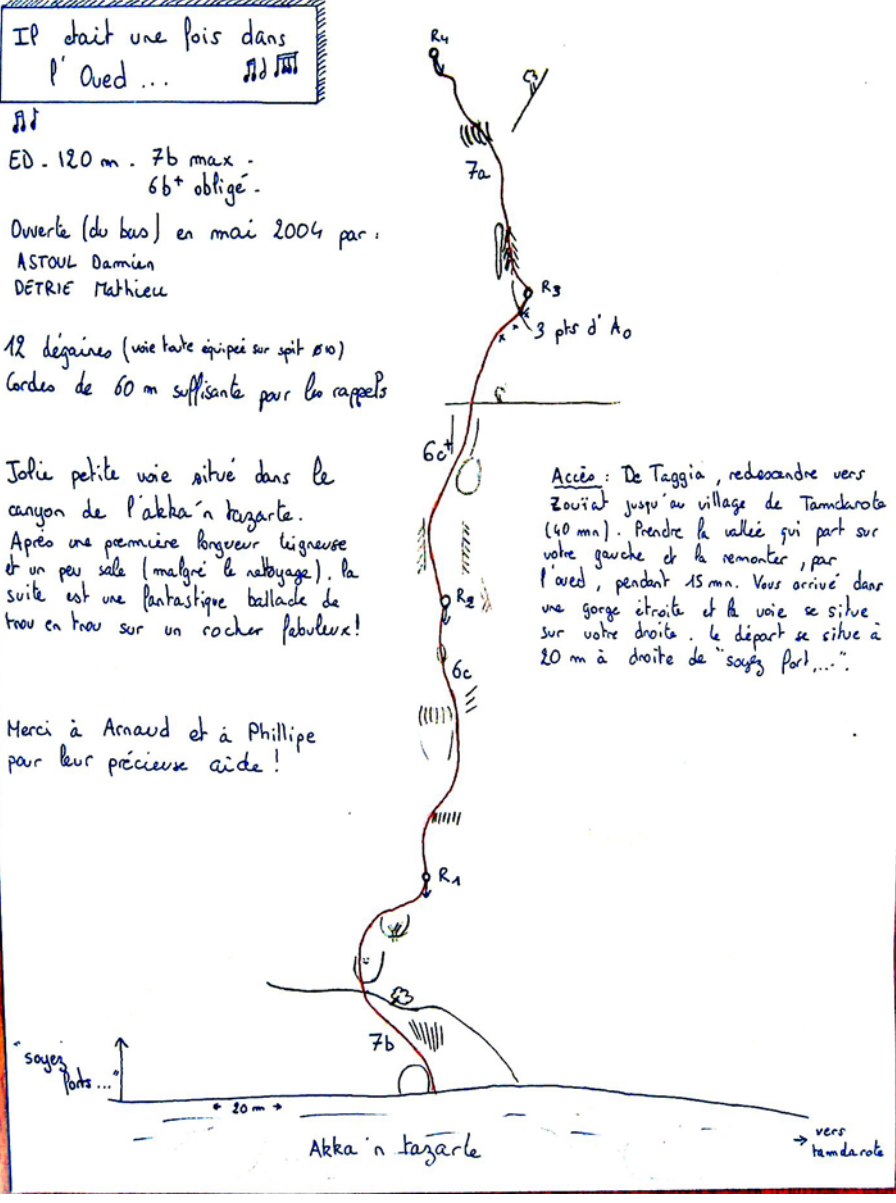 Il était une fois dans
l'Oued ...
ED - 120 m - 7b max -
6b+ obligé -
Ouverte (du bas) en mai 2004 par :
ASTOUL Damien
DETRIE Mathieu
12 dégaines (voie toute équipeé sur spit ø10)
Cordes de 60 m suffisante pour les rappels
Jolie petite voie situé dans le
canyon de l'akka'n tazarte.
Après une première longueur teigneuse
et un peu sale (malgré le nettoyage), la
suite est une fantastique ballade de
trou en trou sur un rocher fabuleux!
Merci à Arnaud et à Phillipe
pour leur précieuse aide !
R4
7a
R3
3 pts d'A0
6c+
R2
6c
R1
7b
Accès : De Taggia, redescendre vers
Zouïat jusqu'au village de Tamdarote
(40 mn). Prendre la vallée qui part sur
votre gauche et la remonter, par
l'oued, pendant 15 mn. Vous arrivé dans
une gorge étroite et la voie se situe
sur votre droite. Le départ se situe à
20 m à droite de "soyez fort,...".
"soyez
forts..."
20 m
Akka'n tazarte
vers
tamdarote